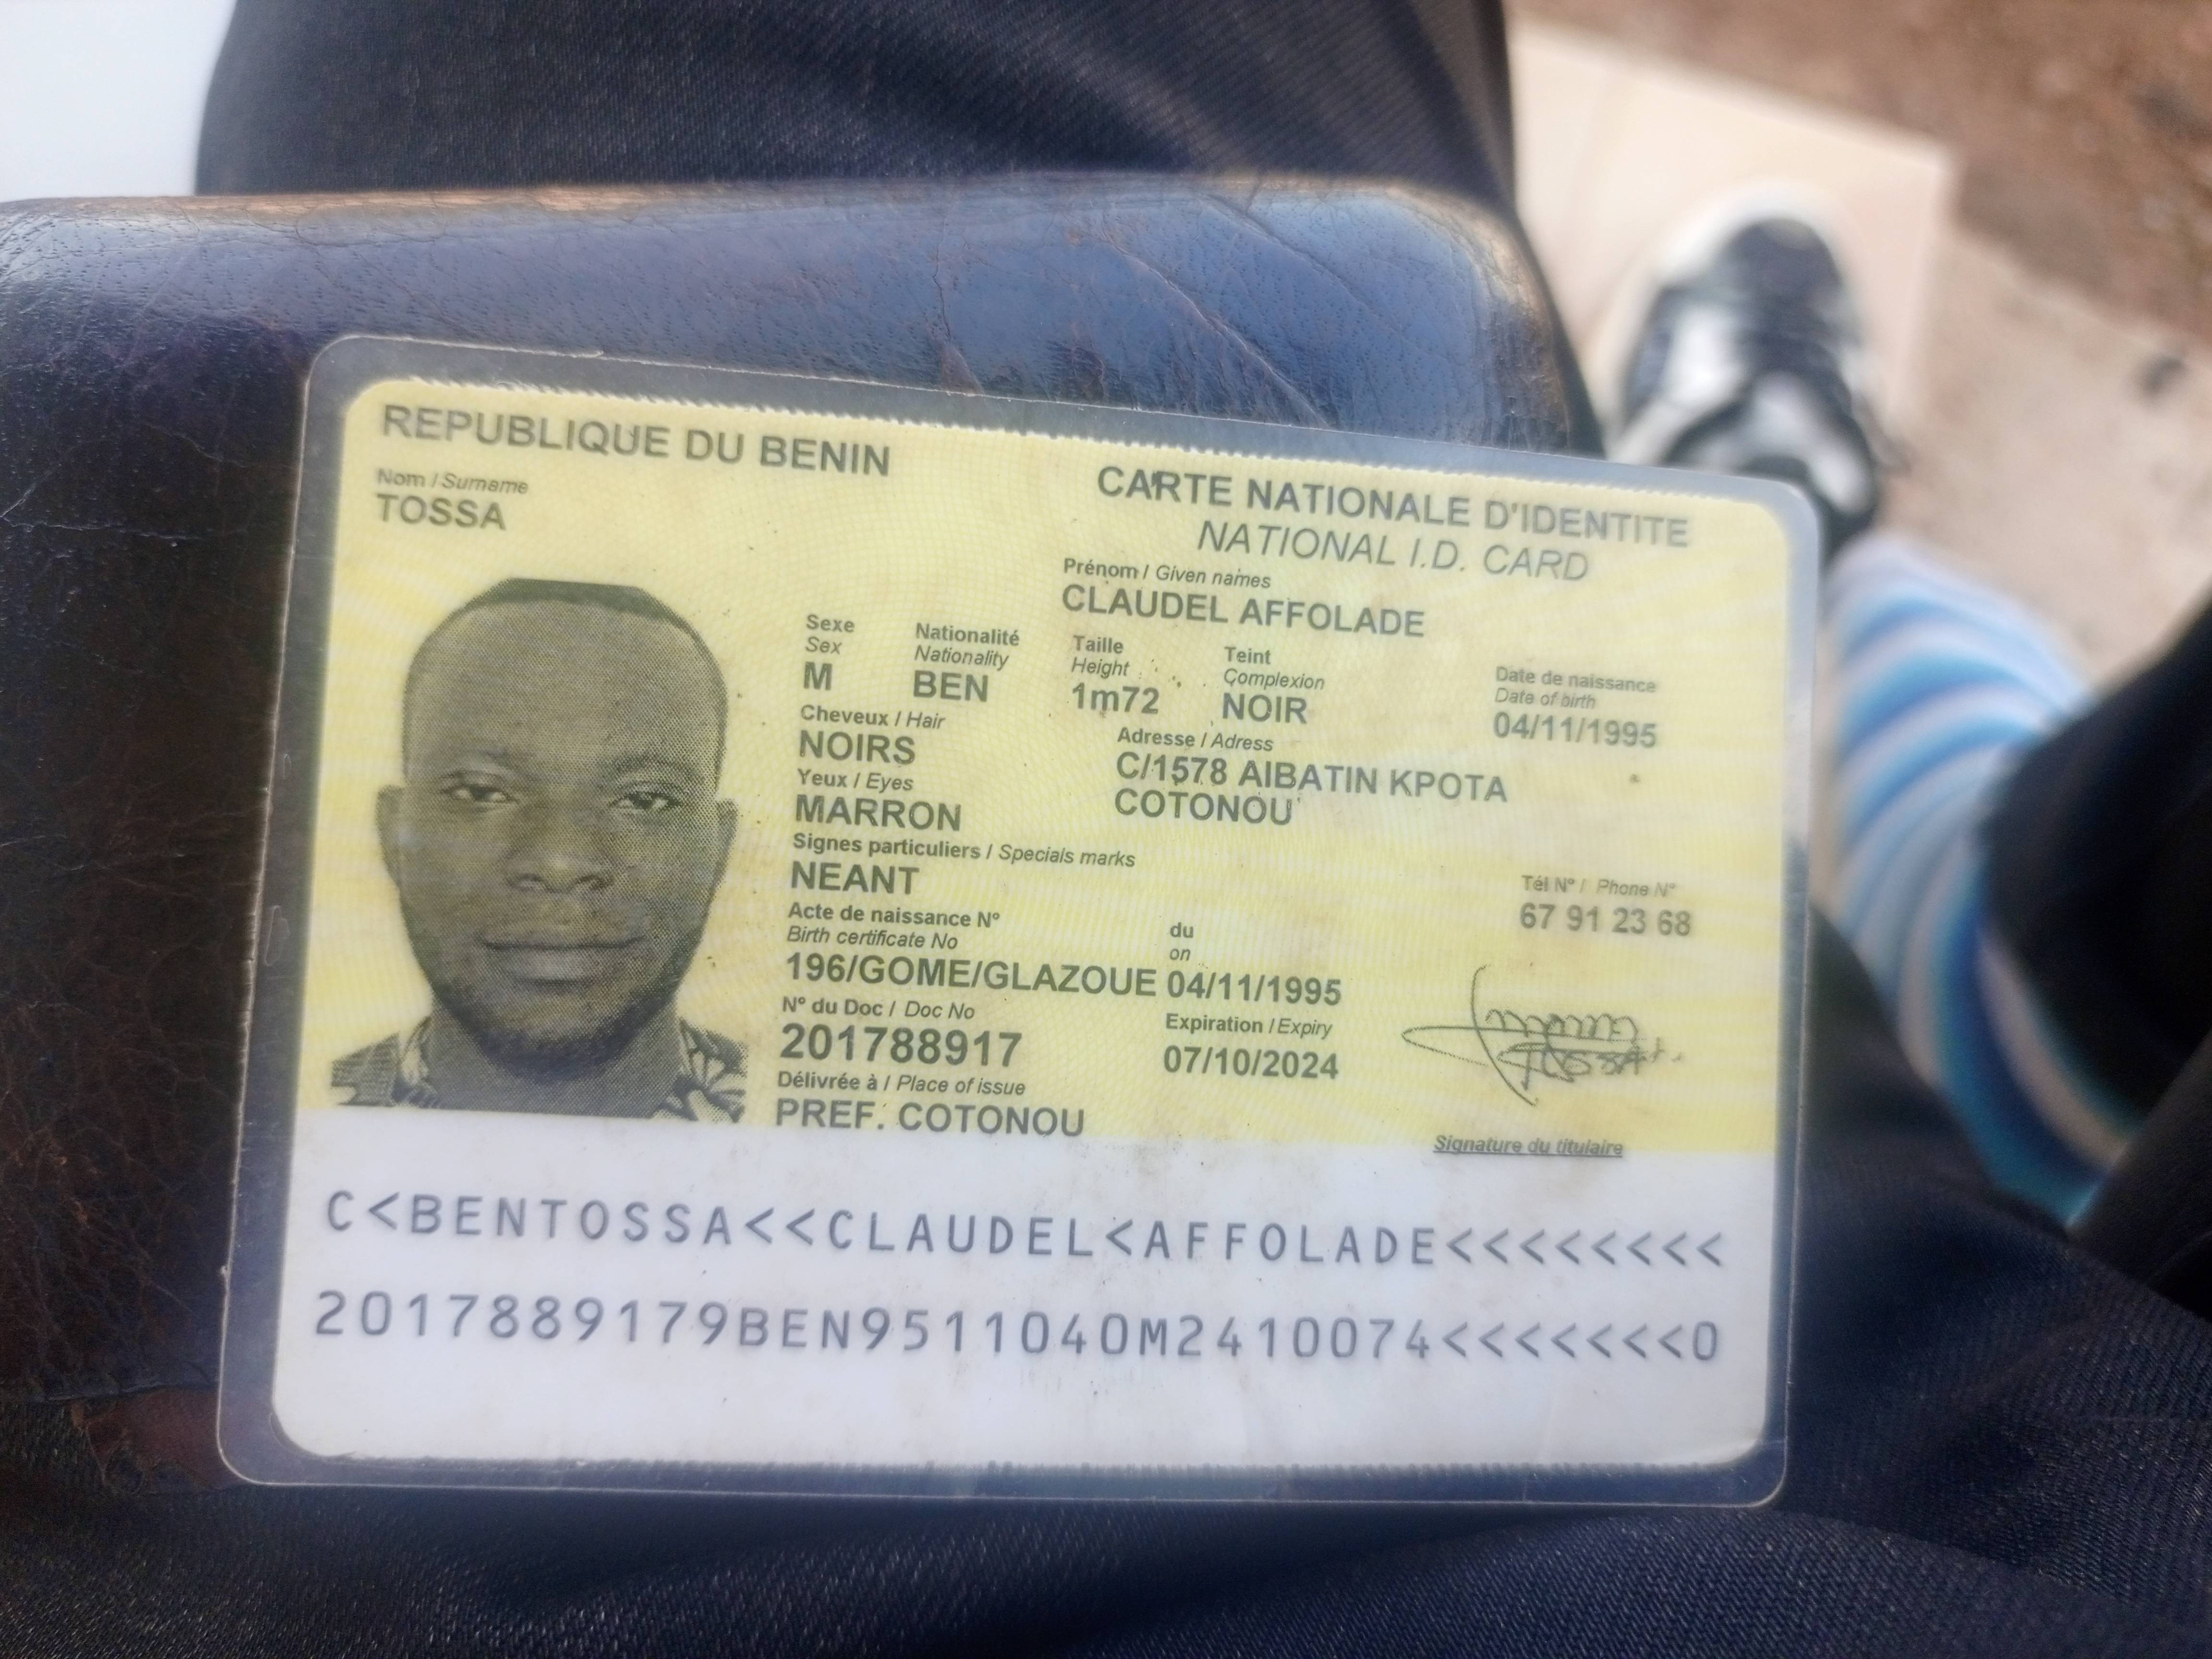 REPUBLIQUE DU BENIN
CARTE NATIONALE D'IDENTITE
NATIONAL I.D. CARD
Nom / Surname
TOSSA
Prénom / Given names
CLAUDEL AFFOLADE
Sexe
Sex
M
Nationalité
Nationality
BEN
Taille
Height
1m72
Teint
Complexion
NOIR
Date de naissance
Date of birth
04/11/1995
Cheveux / Hair
NOIRS
Adresse / Adress
C/1578 AIBATIN KPOTA
COTONOU
Yeux / Eyes
MARRON
Signes particuliers / Specials marks
NEANT
Tél N° / Phone N°
67 91 23 68
Acte de naissance N°
Birth certificate No
196/GOME/GLAZOUE
du
on
04/11/1995
N° du Doc / Doc No
201788917
Expiration / Expiry
07/10/2024
Délivrée à / Place of issue
PREF. COTONOU
TOSSA
Signature du titulaire
C<BENTOSSA<<CLAUDEL<AFFOLADE<<<<<<<<
2017889179BEN9511040M2410074<<<<<<<0